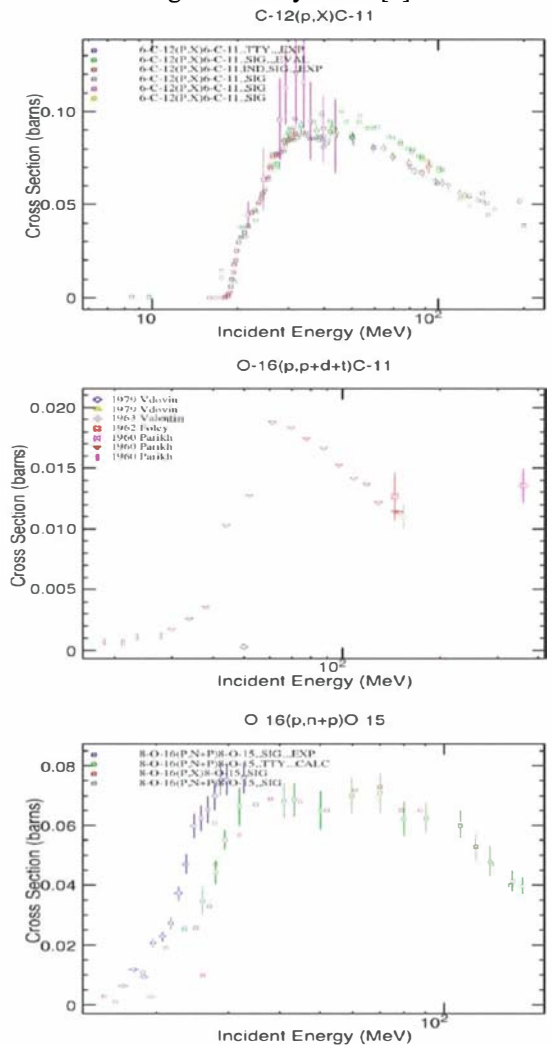 C-12(p,X)C-11
6-C-12(P,X)6-C-11,,TTY,,,EXP
6-C-12(P,X)6-C-11,,SIG,,,EVAL
6-C-12(P,X)6-C-11,IND,SIG,,,EXP
6-C-12(P,X)6-C-11,,SIG
6-C-12(P,X)6-C-11,,SIG
6-C-12(P,X)6-C-11,,SIG
0.10
0.05
0
Cross Section (barns)
10
10²
Incident Energy (MeV)
O-16(p,p+d+t)C-11
1979 Vdovin
1979 Vdovin
1963 Valentin
1962 Foley
1960 Parikh
1960 Parikh
1960 Parikh
0.020
0.015
0.010
0.005
0
Cross Section (barns)
10²
Incident Energy (MeV)
O 16(p,n+p)O 15
8-O-16(P,N+P)8-O-15,,SIG,,,EXP
8-O-16(P,N+P)8-O-15,,TTY,,,CALC
8-O-16(P,X)8-O-15,,SIG
8-O-16(P,N+P)8-O-15,,SIG
0.08
0.06
0.04
0.02
0
Cross Section (barns)
10²
Incident Energy (MeV)